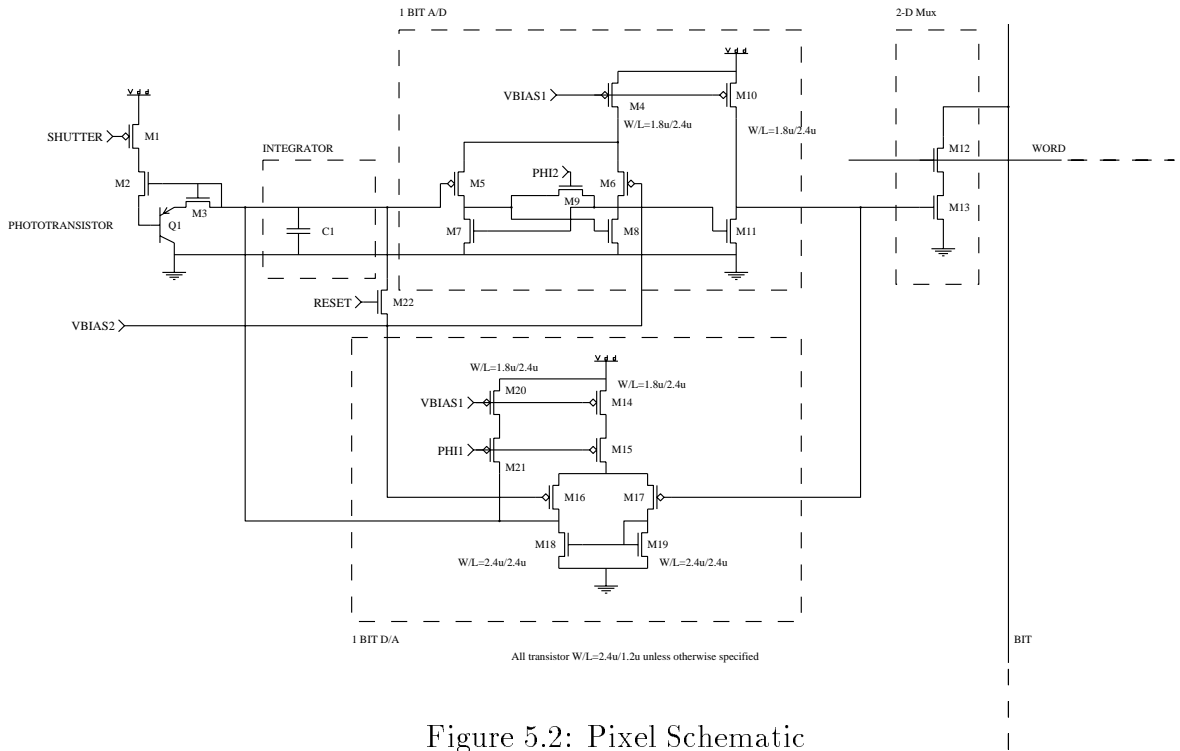 1 BIT A/D
2-D Mux
Vdd
VBIAS1
M4
M10
W/L=1.8u/2.4u
W/L=1.8u/2.4u
Vdd
SHUTTER
M1
INTEGRATOR
M12
WORD
M2
M3
PHI2
M5
M9
M6
M13
PHOTOTRANSISTOR
Q1
C1
M7
M8
M11
RESET
M22
VBIAS2
Vdd
W/L=1.8u/2.4u
W/L=1.8u/2.4u
M20
VBIAS1
M14
PHI1
M15
M21
M16
M17
M18
M19
W/L=2.4u/2.4u
W/L=2.4u/2.4u
1 BIT D/A
BIT
All transistor W/L=2.4u/1.2u unless otherwise specified
Figure 5.2: Pixel Schematic